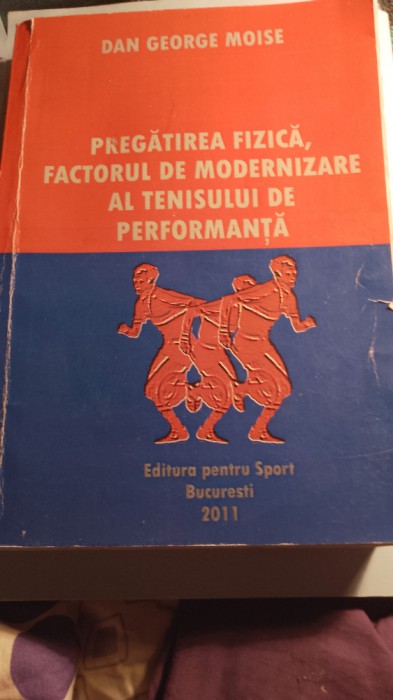 DAN GEORGE MOISE
PREGĂTIREA FIZICĂ,
FACTORUL DE MODERNIZARE
AL TENISULUI DE
PERFORMANȚĂ
Editura pentru Sport
Bucuresti
2011